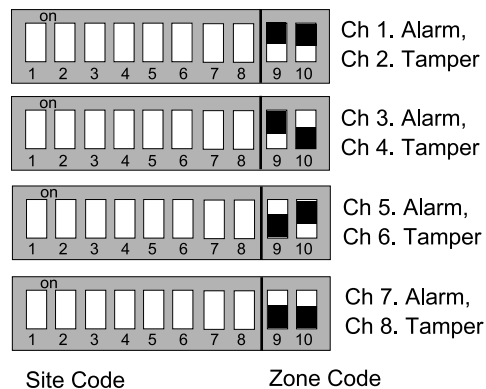 on
1 2 3 4 5 6 7 8 9 10
Ch 1. Alarm,
Ch 2. Tamper
on
1 2 3 4 5 6 7 8 9 10
Ch 3. Alarm,
Ch 4. Tamper
on
1 2 3 4 5 6 7 8 9 10
Ch 5. Alarm,
Ch 6. Tamper
on
1 2 3 4 5 6 7 8 9 10
Ch 7. Alarm,
Ch 8. Tamper
Site Code Zone Code